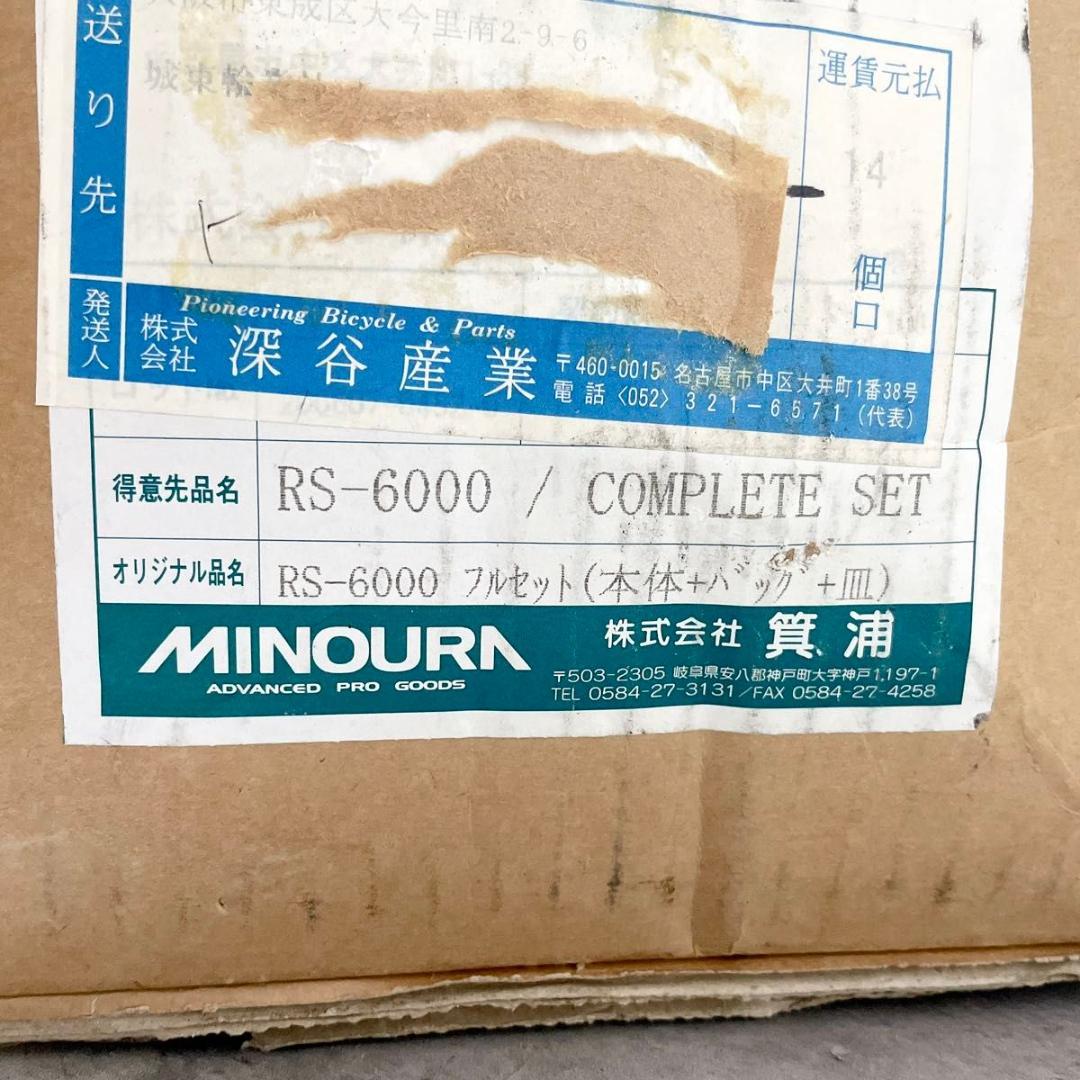 送り先
東成区大今里南2-9-6
城東輪
運賃元払
14
個口
発送人
Pioneering Bicycle & Parts
株式会社 深谷産業
〒460-0015 名古屋市中区大井町1番38号
電話〈052〉321-6571(代表)
得意先品名 RS-6000 / COMPLETE SET
オリジナル品名 RS-6000 フルセット(本体+バッグ+皿)
MINOURA
ADVANCED PRO GOODS
株式会社 箕浦
〒503-2305 岐阜県安八郡神戸町大字神戸1,197-1
TEL 0584-27-3131/FAX 0584-27-4258